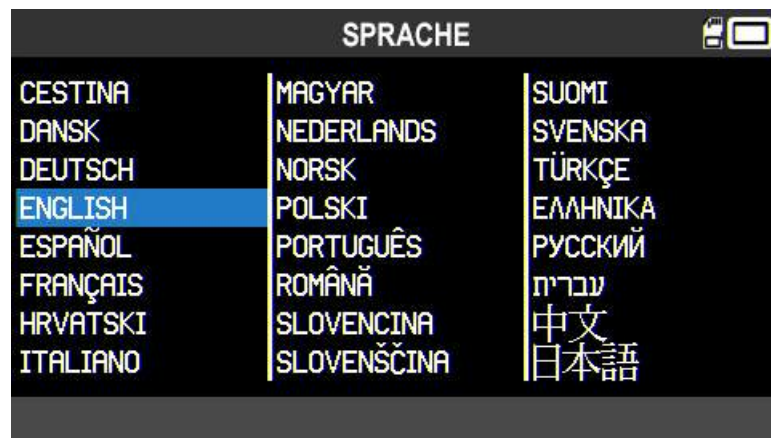 SPRACHE
CESTINA
DANSK
DEUTSCH
ENGLISH
ESPAÑOL
FRANÇAIS
HRVATSKI
ITALIANO
MAGYAR
NEDERLANDS
NORSK
POLSKI
PORTUGUÊS
ROMÂNĂ
SLOVENCINA
SLOVENŠČINA
SUOMI
SVENSKA
TÜRKÇE
ΕΛΛΗΝΙΚΑ
РУССКИЙ
עברית
中文
日本語